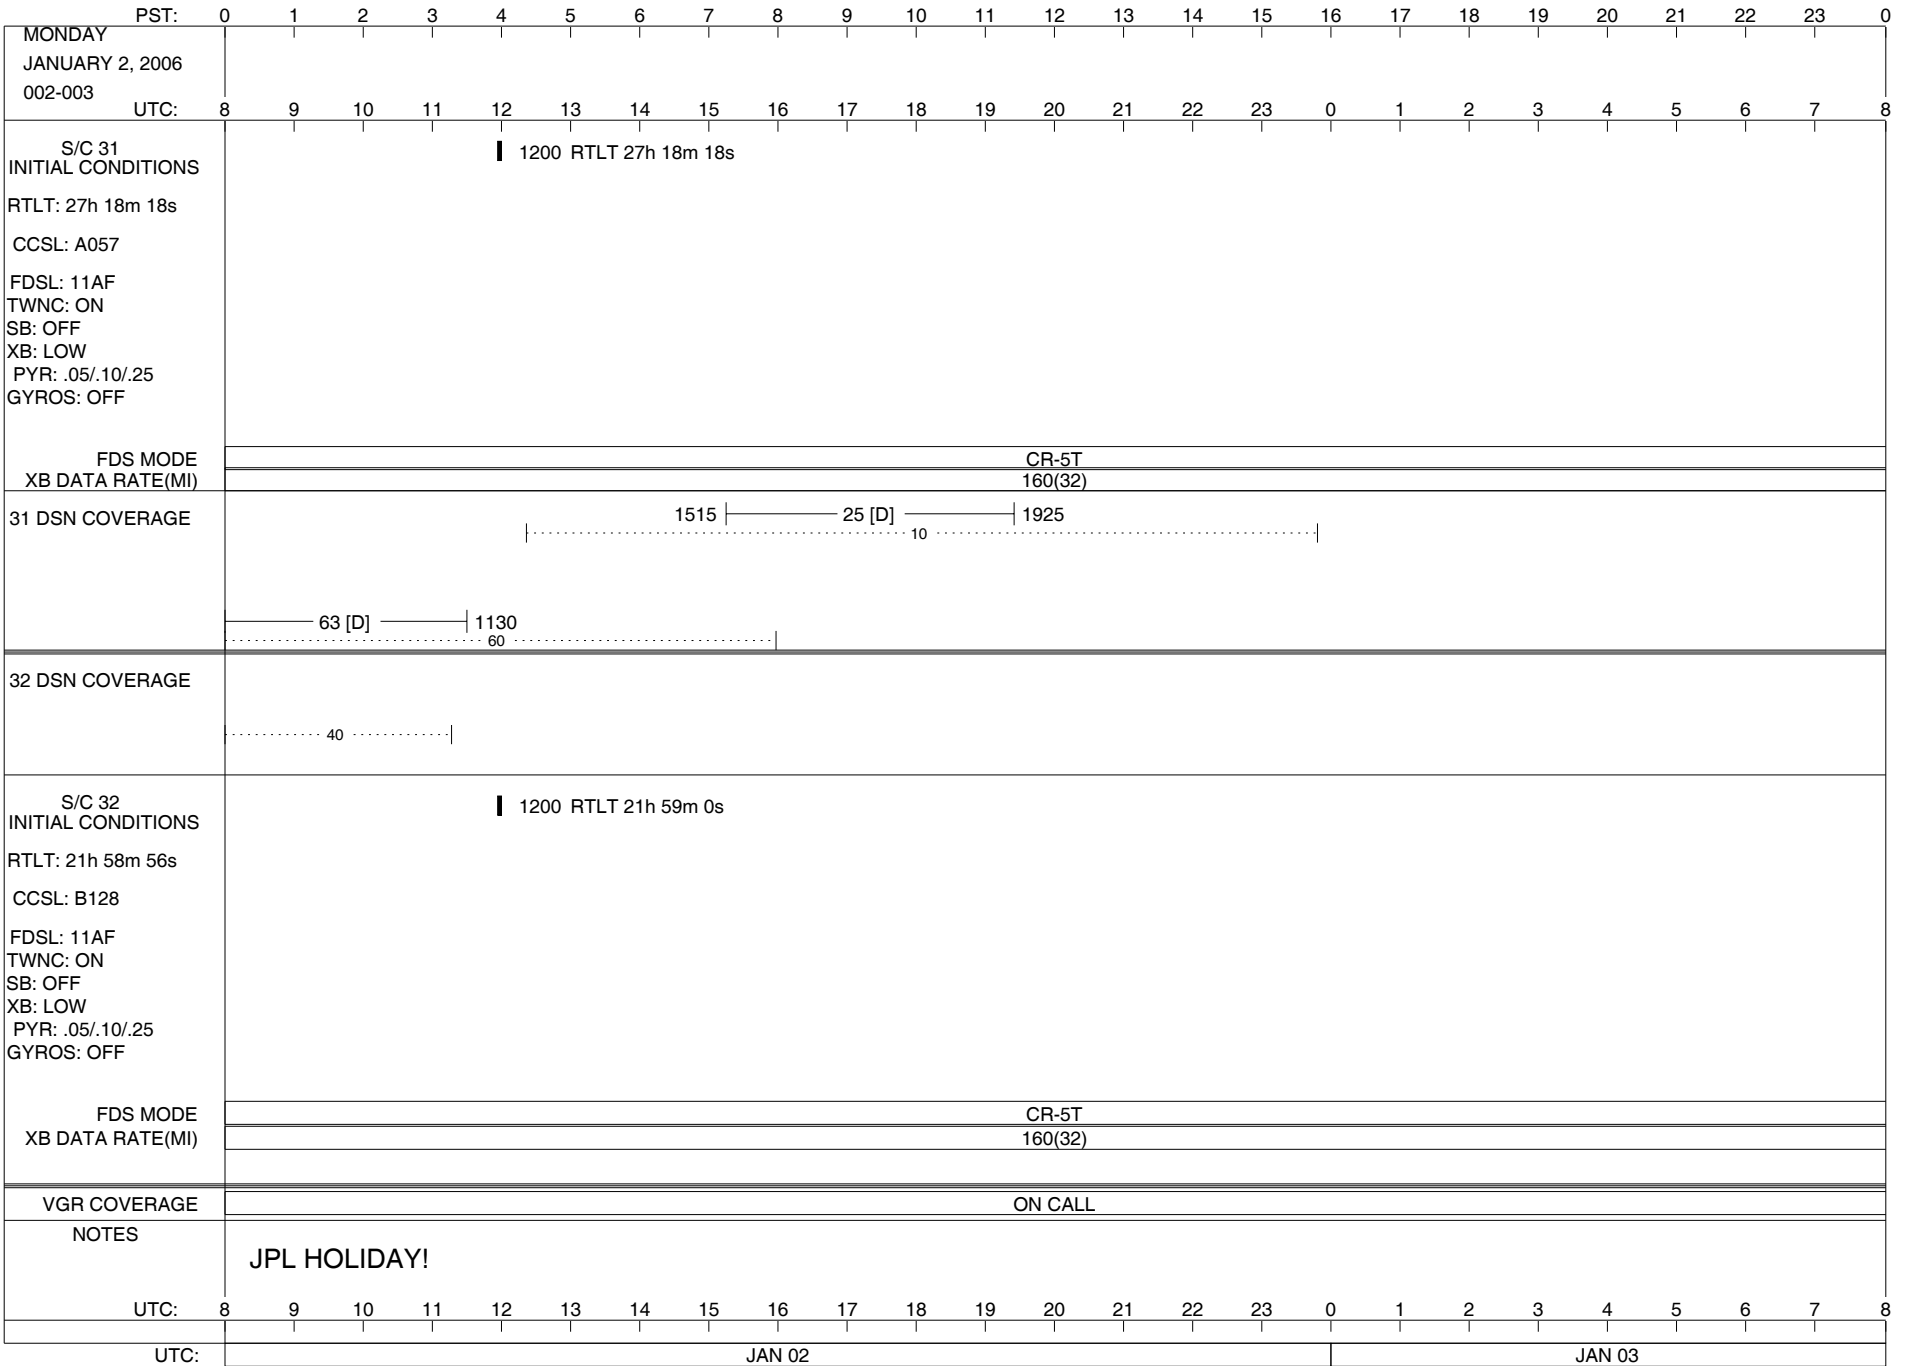 PST: 0 1 2 3 4 5 6 7 8 9 10 11 12 13 14 15 16 17 18 19 20 21 22 23 0
MONDAY
JANUARY 2, 2006
002-003
UTC: 8 9 10 11 12 13 14 15 16 17 18 19 20 21 22 23 0 1 2 3 4 5 6 7 8
S/C 31
INITIAL CONDITIONS
1200 RTLT 27h 18m 18s
RTLT: 27h 18m 18s
CCSL: A057
FDSL: 11AF
TWNC: ON
SB: OFF
XB: LOW
PYR: .05/.10/.25
GYROS: OFF
FDS MODE CR-5T
XB DATA RATE(MI) 160(32)
31 DSN COVERAGE 1515 25 [D] 1925
10
63 [D] 1130
60
32 DSN COVERAGE
40
S/C 32
INITIAL CONDITIONS
1200 RTLT 21h 59m 0s
RTLT: 21h 58m 56s
CCSL: B128
FDSL: 11AF
TWNC: ON
SB: OFF
XB: LOW
PYR: .05/.10/.25
GYROS: OFF
FDS MODE CR-5T
XB DATA RATE(MI) 160(32)
VGR COVERAGE ON CALL
NOTES
JPL HOLIDAY!
UTC: 8 9 10 11 12 13 14 15 16 17 18 19 20 21 22 23 0 1 2 3 4 5 6 7 8
UTC: JAN 02 JAN 03